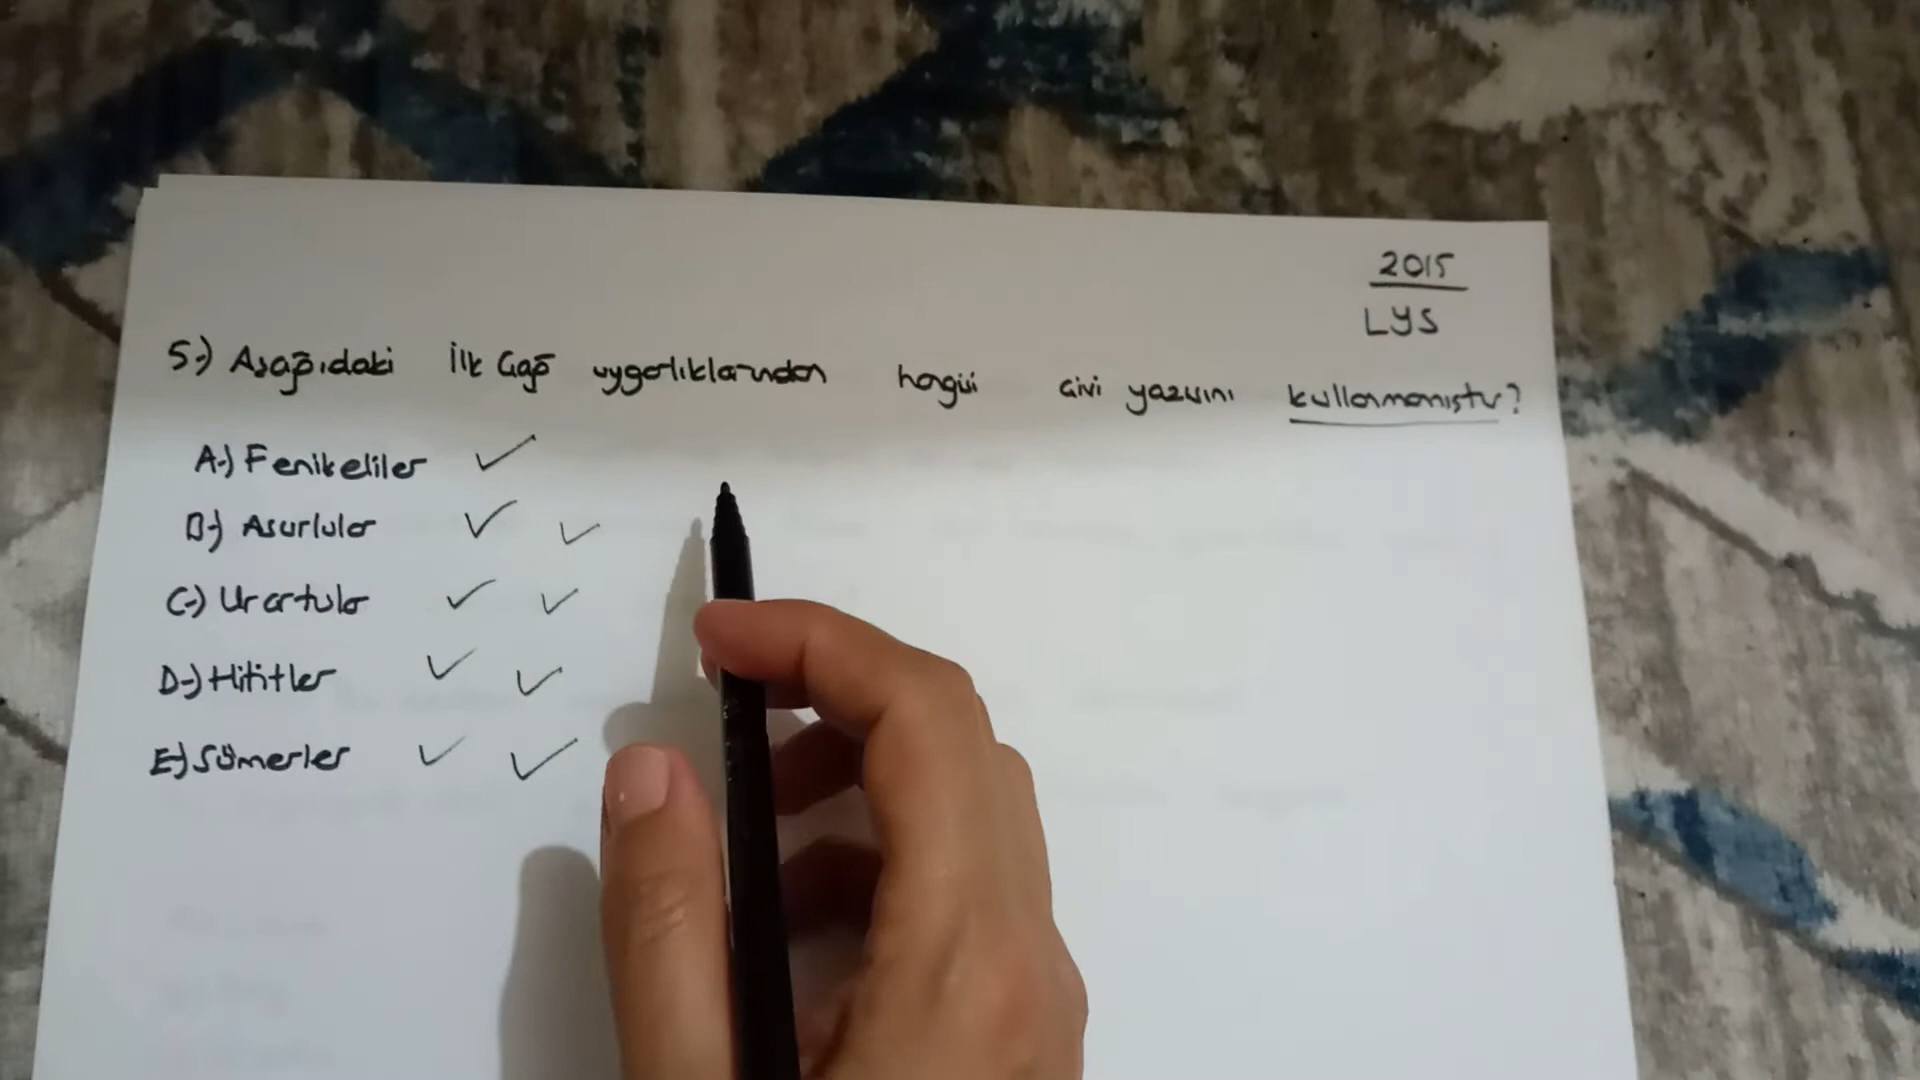 2015
LYS
5-) Aşağıdaki İlk Çağ uygarlıklarından hangisi çivi yazısını kullanmamıştır?
A-) Fenikeliler
B-) Asurlular
C-) Urartular
D-) Hititler
E-) Sümerler